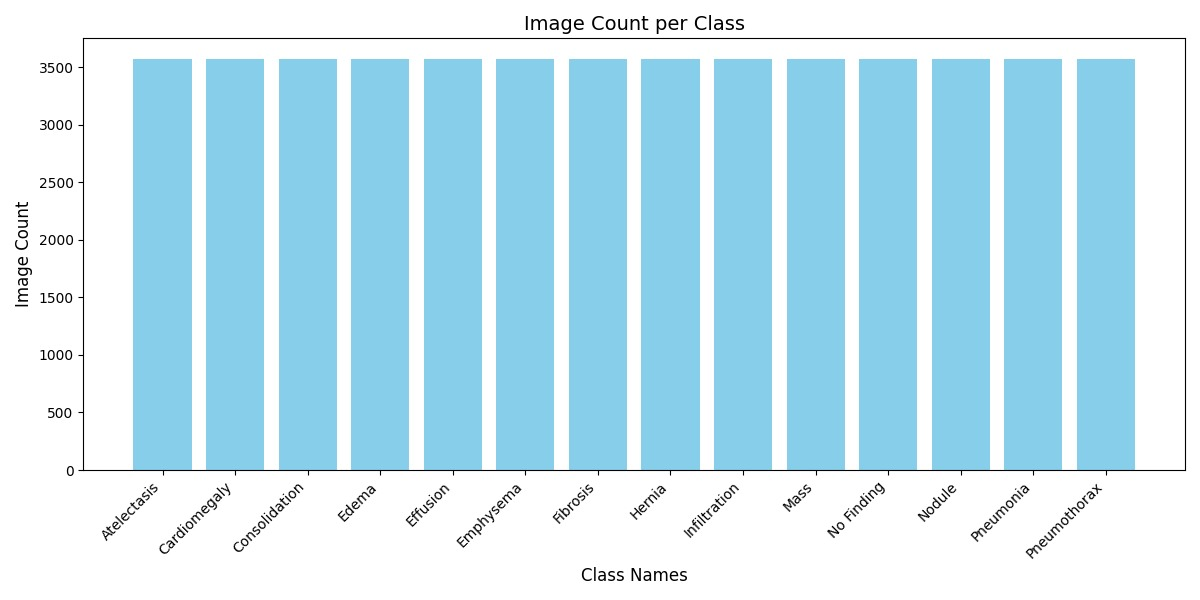 Image Count per Class
3500
3000
2500
2000
1500
1000
500
0
Image Count
Atelectasis
Cardiomegaly
Consolidation
Edema
Effusion
Emphysema
Fibrosis
Hernia
Infiltration
Mass
No Finding
Nodule
Pneumonia
Pneumothorax
Class Names